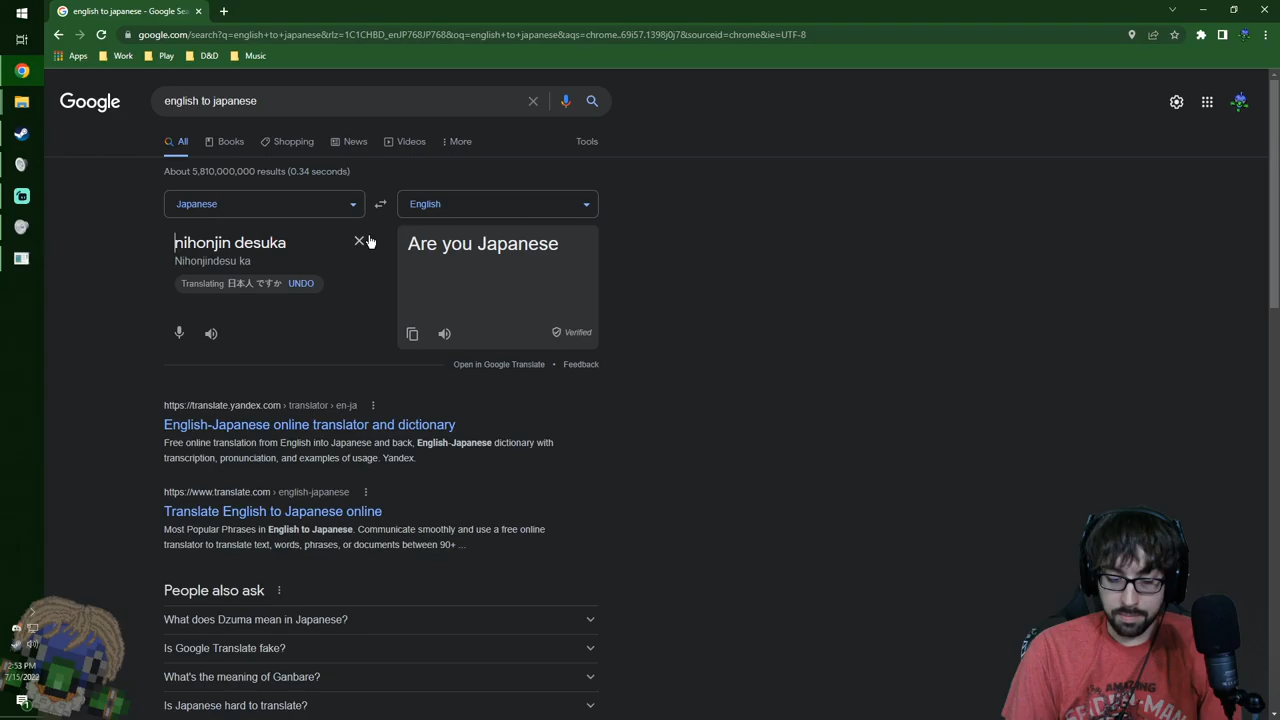 english to japanese - Google Sea
google.com/search?q=english+to+japanese&rlz=1C1CHBD_enJP768JP768&oq=english+to+japanese&aqs=chrome..69i57.1398j0j7&sourceid=chrome&ie=UTF-8
Apps Work Play D&D Music
Google
english to japanese
All Books Shopping News Videos More Tools
About 5,810,000,000 results (0.34 seconds)
Japanese English
nihonjin desuka
Nihonjindesu ka
Translating 日本人 ですか UNDO
Are you Japanese
Verified
Open in Google Translate • Feedback
https://translate.yandex.com › translator › en-ja
English-Japanese online translator and dictionary
Free online translation from English into Japanese and back, English-Japanese dictionary with
transcription, pronunciation, and examples of usage. Yandex.
https://www.translate.com › english-japanese
Translate English to Japanese online
Most Popular Phrases in English to Japanese. Communicate smoothly and use a free online
translator to translate text, words, phrases, or documents between 90+ ...
People also ask
What does Dzuma mean in Japanese?
Is Google Translate fake?
What's the meaning of Ganbare?
Is Japanese hard to translate?
2:53 PM
AMAZING
SPIDER-MAN